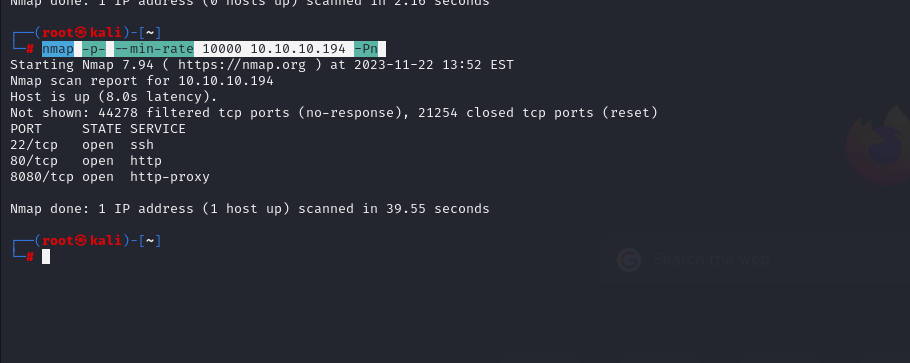 Nmap done: 1 IP address (0 hosts up) scanned in 2.16 seconds
┌──(root㉿kali)-[~]
└─# nmap -p- --min-rate 10000 10.10.10.194 -Pn
Starting Nmap 7.94 ( https://nmap.org ) at 2023-11-22 13:52 EST
Nmap scan report for 10.10.10.194
Host is up (8.0s latency).
Not shown: 44278 filtered tcp ports (no-response), 21254 closed tcp ports (reset)
PORT     STATE SERVICE
22/tcp   open  ssh
80/tcp   open  http
8080/tcp open  http-proxy
Nmap done: 1 IP address (1 host up) scanned in 39.55 seconds
┌──(root㉿kali)-[~]
└─#
Search the web